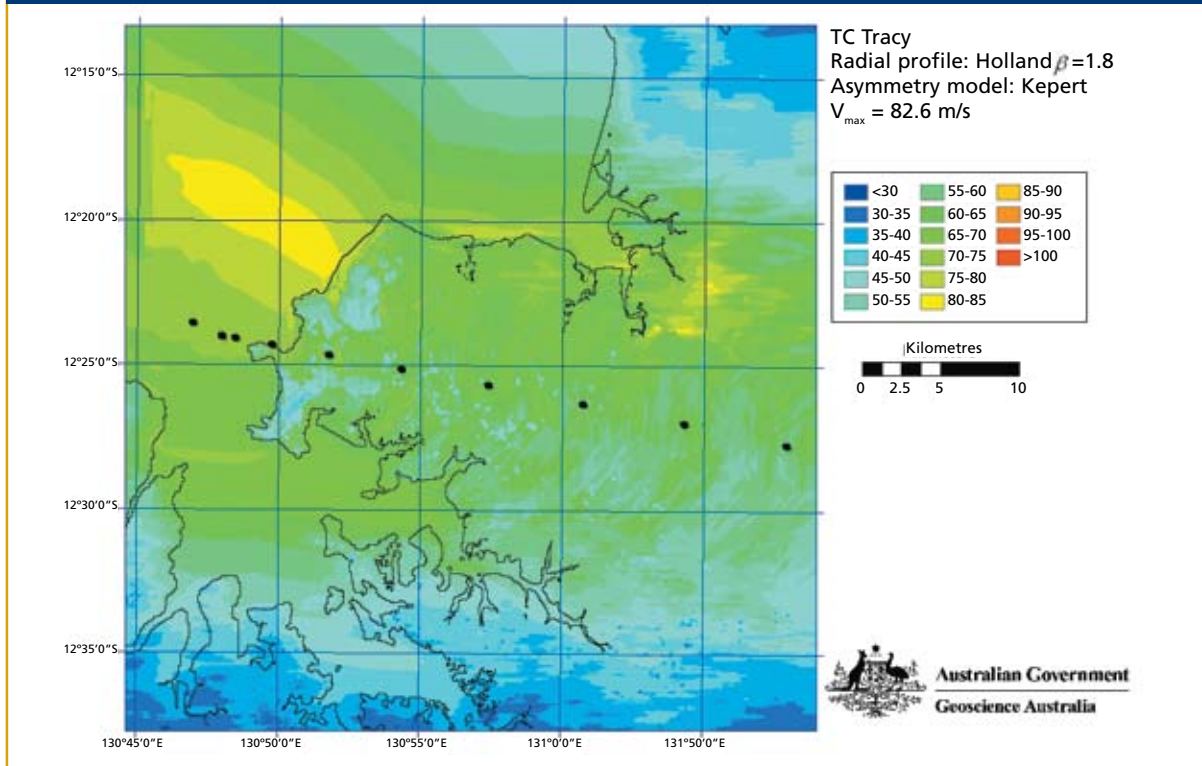 TC Tracy
Radial profile: Holland β=1.8
Asymmetry model: Kepert
Vmax = 82.6 m/s
<30 55-60 85-90
30-35 60-65 90-95
35-40 65-70 95-100
40-45 70-75 >100
45-50 75-80
50-55 80-85
Kilometres
0 2.5 5 10
12°15'0"S
12°20'0"S
12°25'0"S
12°30'0"S
12°35'0"S
130°45'0"E 130°50'0"E 130°55'0"E 131°0'0"E 131°50'0"E
Australian Government
Geoscience Australia